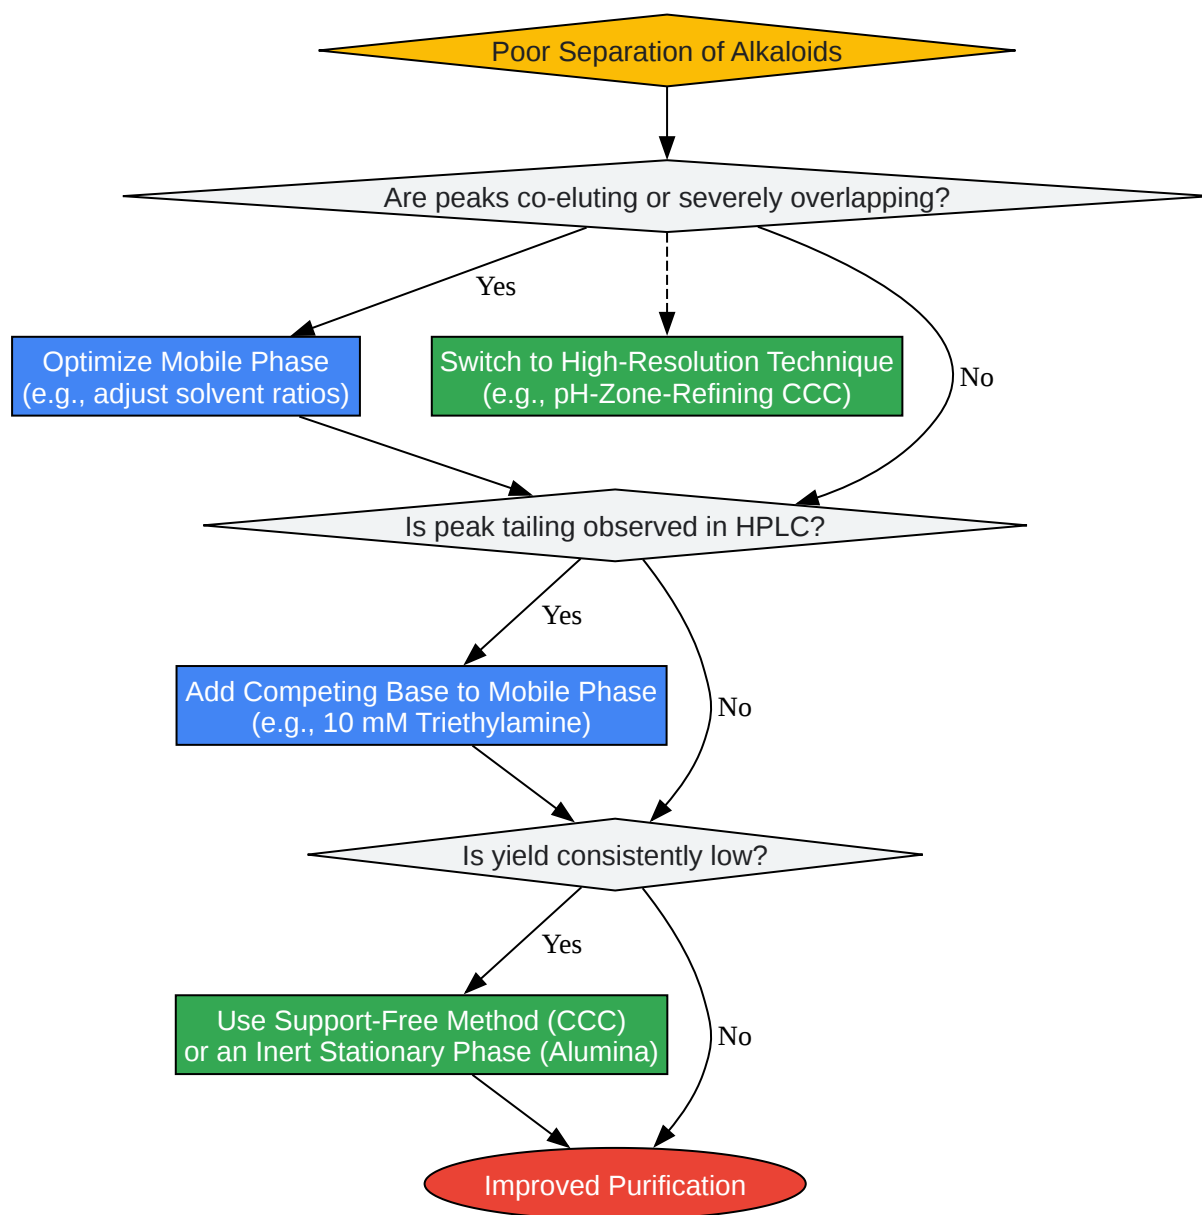 Poor Separation of Alkaloids
Are peaks co-eluting or severely overlapping?
Yes
Optimize Mobile Phase
(e.g., adjust solvent ratios)
Switch to High-Resolution Technique
(e.g., pH-Zone-Refining CCC)
No
Is peak tailing observed in HPLC?
Yes
Add Competing Base to Mobile Phase
(e.g., 10 mM Triethylamine)
No
Is yield consistently low?
Yes
Use Support-Free Method (CCC)
or an Inert Stationary Phase (Alumina)
No
Improved Purification